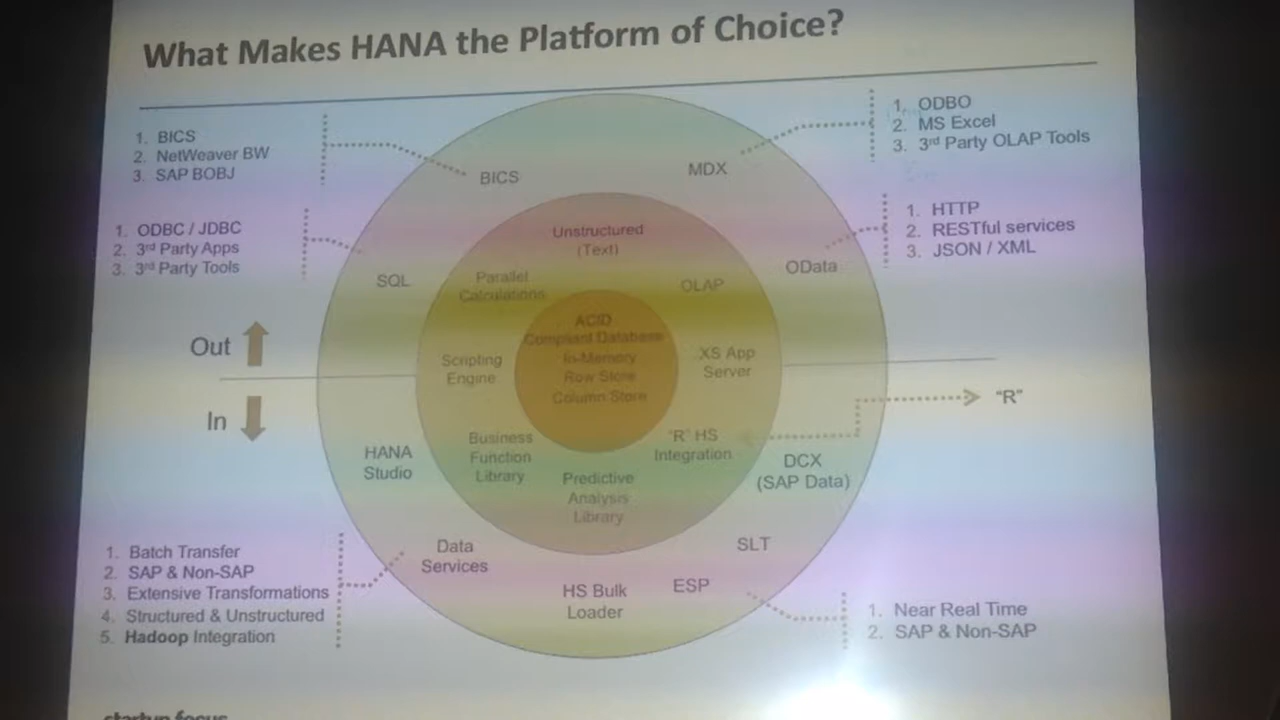 What Makes HANA the Platform of Choice?
1. BICS
2. NetWeaver BW
3. SAP BOBJ
1. ODBC / JDBC
2. 3rd Party Apps
3. 3rd Party Tools
Out
In
1. Batch Transfer
2. SAP & Non-SAP
3. Extensive Transformations
4. Structured & Unstructured
5. Hadoop Integration
BICS
MDX
SQL
OData
Unstructured
(Text)
Parallel
Calculations
OLAP
ACID
Compliant Database
In-Memory
Row Store
Column Store
Scripting
Engine
XS App
Server
Business
Function
Library
"R" HS
Integration
Predictive
Analysis
Library
HANA
Studio
DCX
(SAP Data)
Data
Services
SLT
HS Bulk
Loader
ESP
1. ODBO
2. MS Excel
3. 3rd Party OLAP Tools
1. HTTP
2. RESTful services
3. JSON / XML
"R"
1. Near Real Time
2. SAP & Non-SAP
startup focus